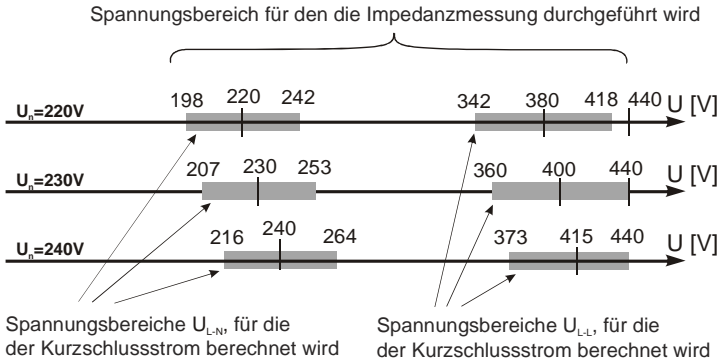 Spannungsbereich für den die Impedanzmessung durchgeführt wird
198 220 242 342 380 418 440 U [V]
Uₙ=220V
207 230 253 360 400 440 U [V]
Uₙ=230V
216 240 264 373 415 440 U [V]
Uₙ=240V
Spannungsbereiche U_L-N, für die
der Kurzschlussstrom berechnet wird
Spannungsbereiche U_L-L, für die
der Kurzschlussstrom berechnet wird